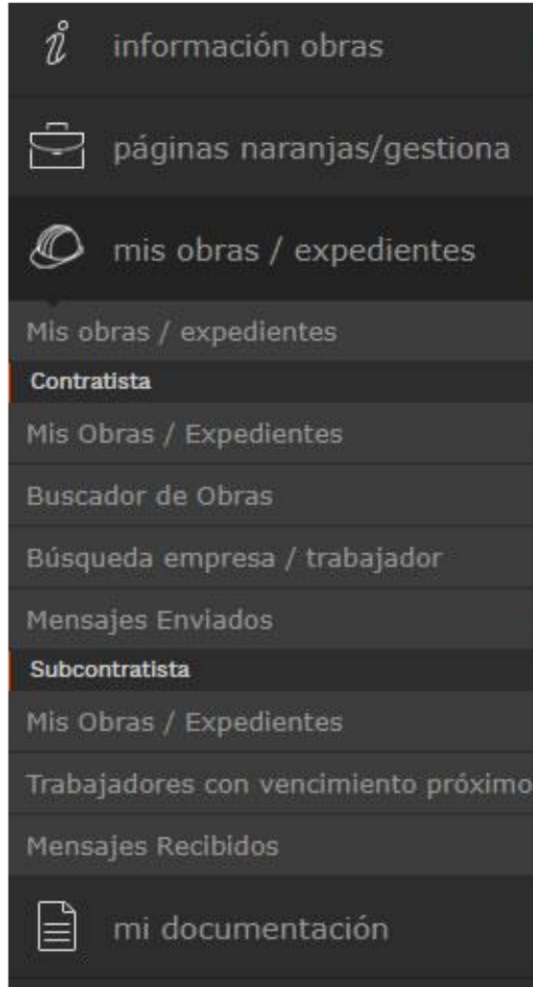 información obras
páginas naranjas/gestiona
mis obras / expedientes
Mis obras / expedientes
Contratista
Mis Obras / Expedientes
Buscador de Obras
Búsqueda empresa / trabajador
Mensajes Enviados
Subcontratista
Mis Obras / Expedientes
Trabajadores con vencimiento próximo
Mensajes Recibidos
mi documentación